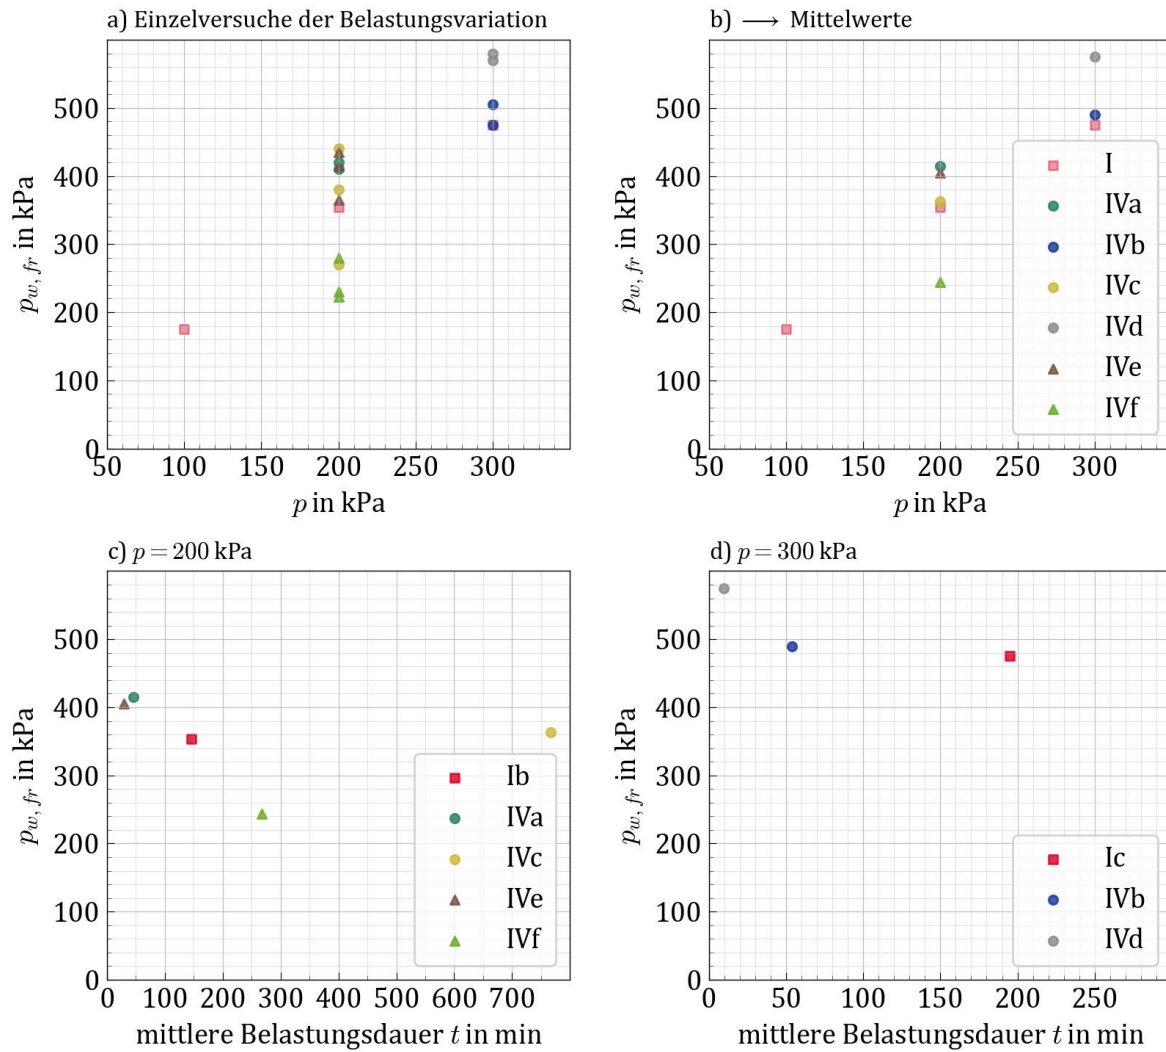 a) Einzelversuche der Belastungsvariation
p_{w, fr} in kPa
500
400
300
200
100
0
50 100 150 200 250 300
p in kPa
b) ⟶ Mittelwerte
p_{w, fr} in kPa
500
400
300
200
100
0
50 100 150 200 250 300
p in kPa
I
IVa
IVb
IVc
IVd
IVe
IVf
c) p = 200 kPa
p_{w, fr} in kPa
500
400
300
200
100
0
0 100 200 300 400 500 600 700
mittlere Belastungsdauer t in min
Ib
IVa
IVc
IVe
IVf
d) p = 300 kPa
p_{w, fr} in kPa
500
400
300
200
100
0
0 50 100 150 200 250
mittlere Belastungsdauer t in min
Ic
IVb
IVd